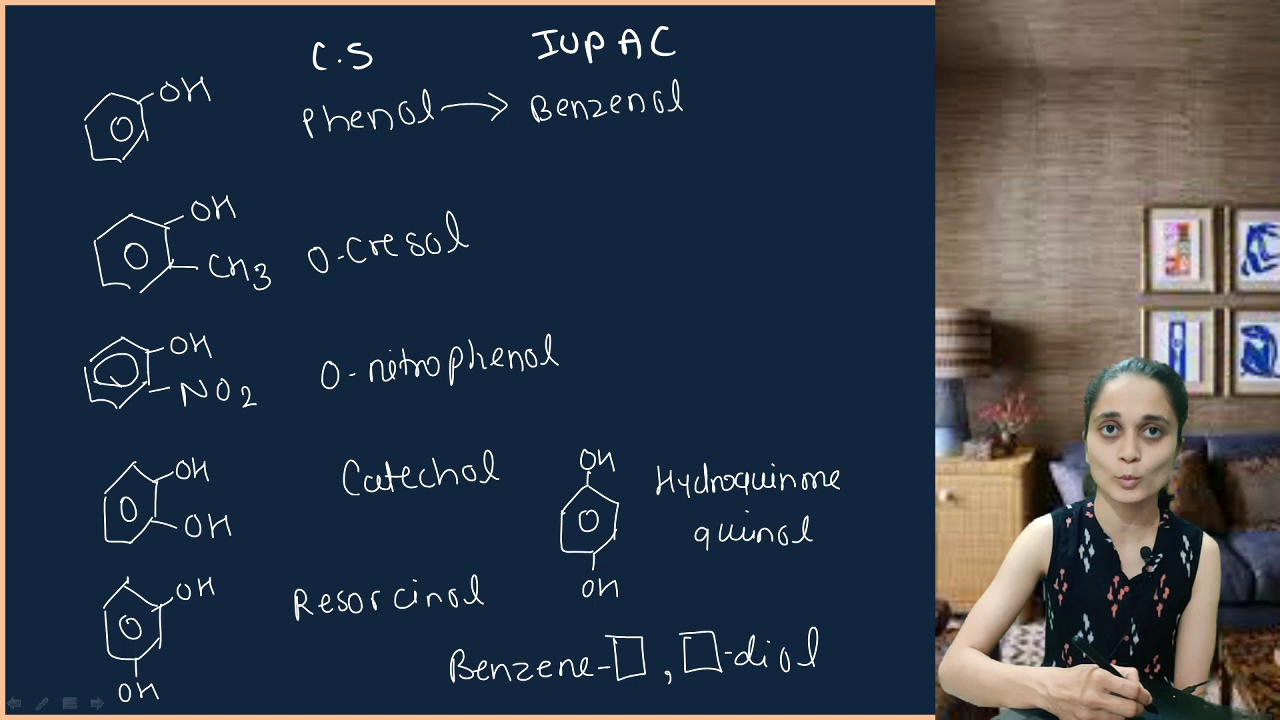 C.S IUPAC
OH Phenol → Benzenol
OH
CH3 O-Cresol
OH
NO2 O-nitrophenol
OH
OH Catechol
OH
OH Hydroquinone
quinol
OH
OH Resorcinol
Benzene-□, □-diol